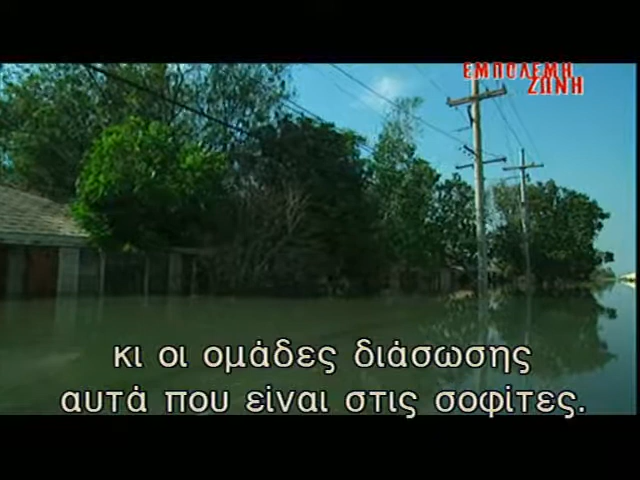 ΕΜΠΟΛΕΜΗ
ΖΩΝΗ
κι οι ομάδες διάσωσης
αυτά που είναι στις σοφίτες.